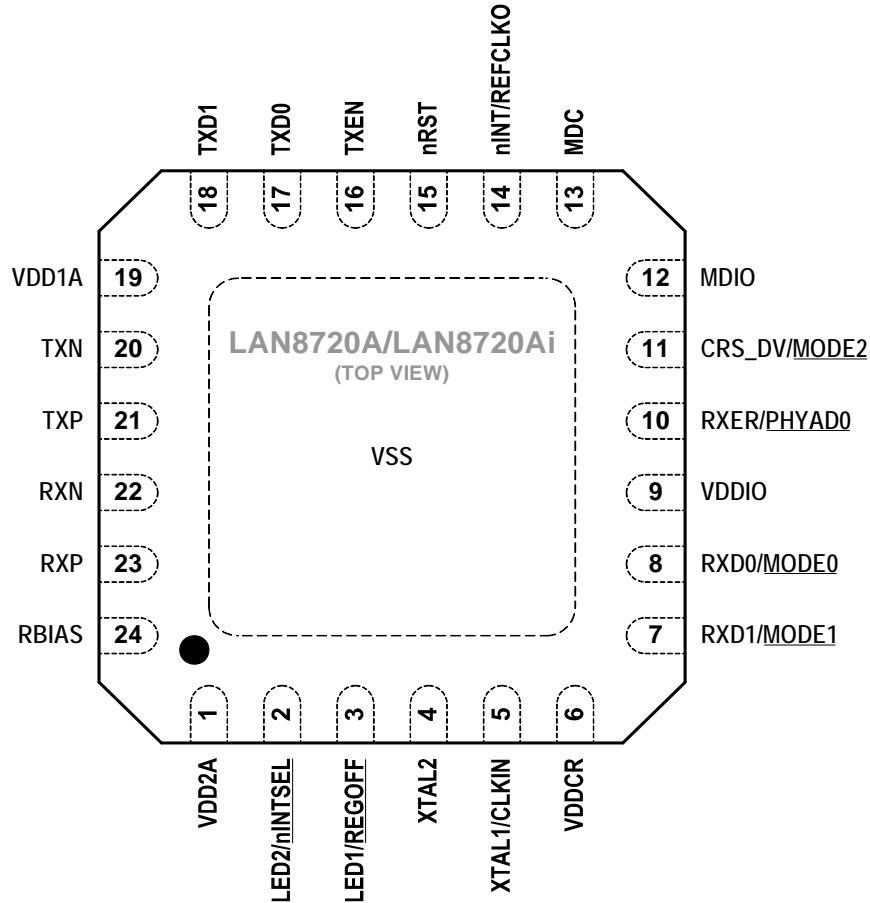 TXD1
TXD0
TXEN
nRST
nINT/REFCLKO
MDC
18
17
16
15
14
13
VDD1A 19
12 MDIO
TXN 20
LAN8720A/LAN8720Ai
(TOP VIEW)
11 CRS_DV/MODE2
TXP 21
10 RXER/PHYAD0
VSS
RXN 22
9 VDDIO
RXP 23
8 RXD0/MODE0
RBIAS 24
7 RXD1/MODE1
1
2
3
4
5
6
VDD2A
LED2/nINTSEL
LED1/REGOFF
XTAL2
XTAL1/CLKIN
VDDCR